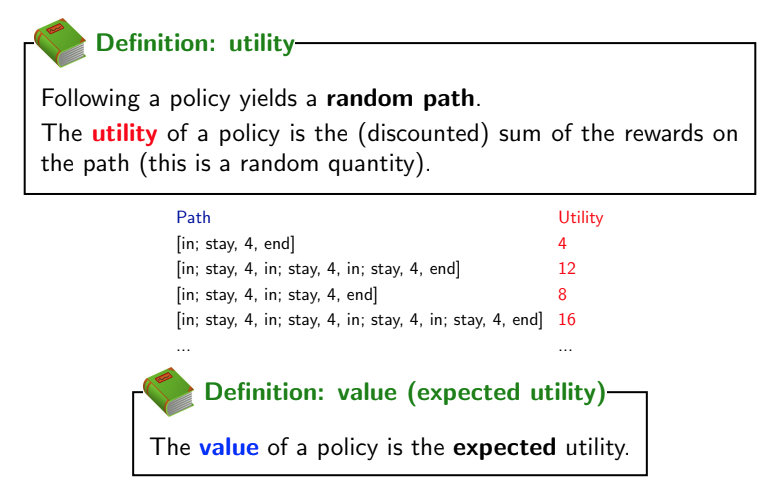 Definition: utility
Following a policy yields a random path.
The utility of a policy is the (discounted) sum of the rewards on
the path (this is a random quantity).
Path Utility
[in; stay, 4, end] 4
[in; stay, 4, in; stay, 4, in; stay, 4, end] 12
[in; stay, 4, in; stay, 4, end] 8
[in; stay, 4, in; stay, 4, in; stay, 4, in; stay, 4, end] 16
... ...
Definition: value (expected utility)
The value of a policy is the expected utility.